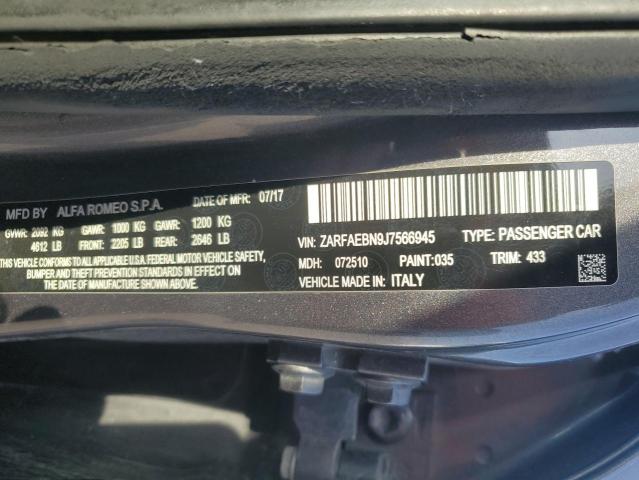 MFD BY ALFA ROMEO S.P.A. DATE OF MFR: 07/17
GVWR: 2092 KG GAWR: 1000 KG GAWR: 1200 KG
4612 LB FRONT: 2205 LB REAR: 2646 LB
THIS VEHICLE CONFORMS TO ALL APPLICABLE U.S.A. FEDERAL MOTOR VEHICLE SAFETY,
BUMPER AND THEFT PREVENTION STANDARDS IN EFFECT ON
THE DATE OF MANUFACTURE SHOWN ABOVE.
VIN: ZARFAEBN9J7566945 TYPE: PASSENGER CAR
MDH: 072510 PAINT:035 TRIM: 433
VEHICLE MADE IN: ITALY